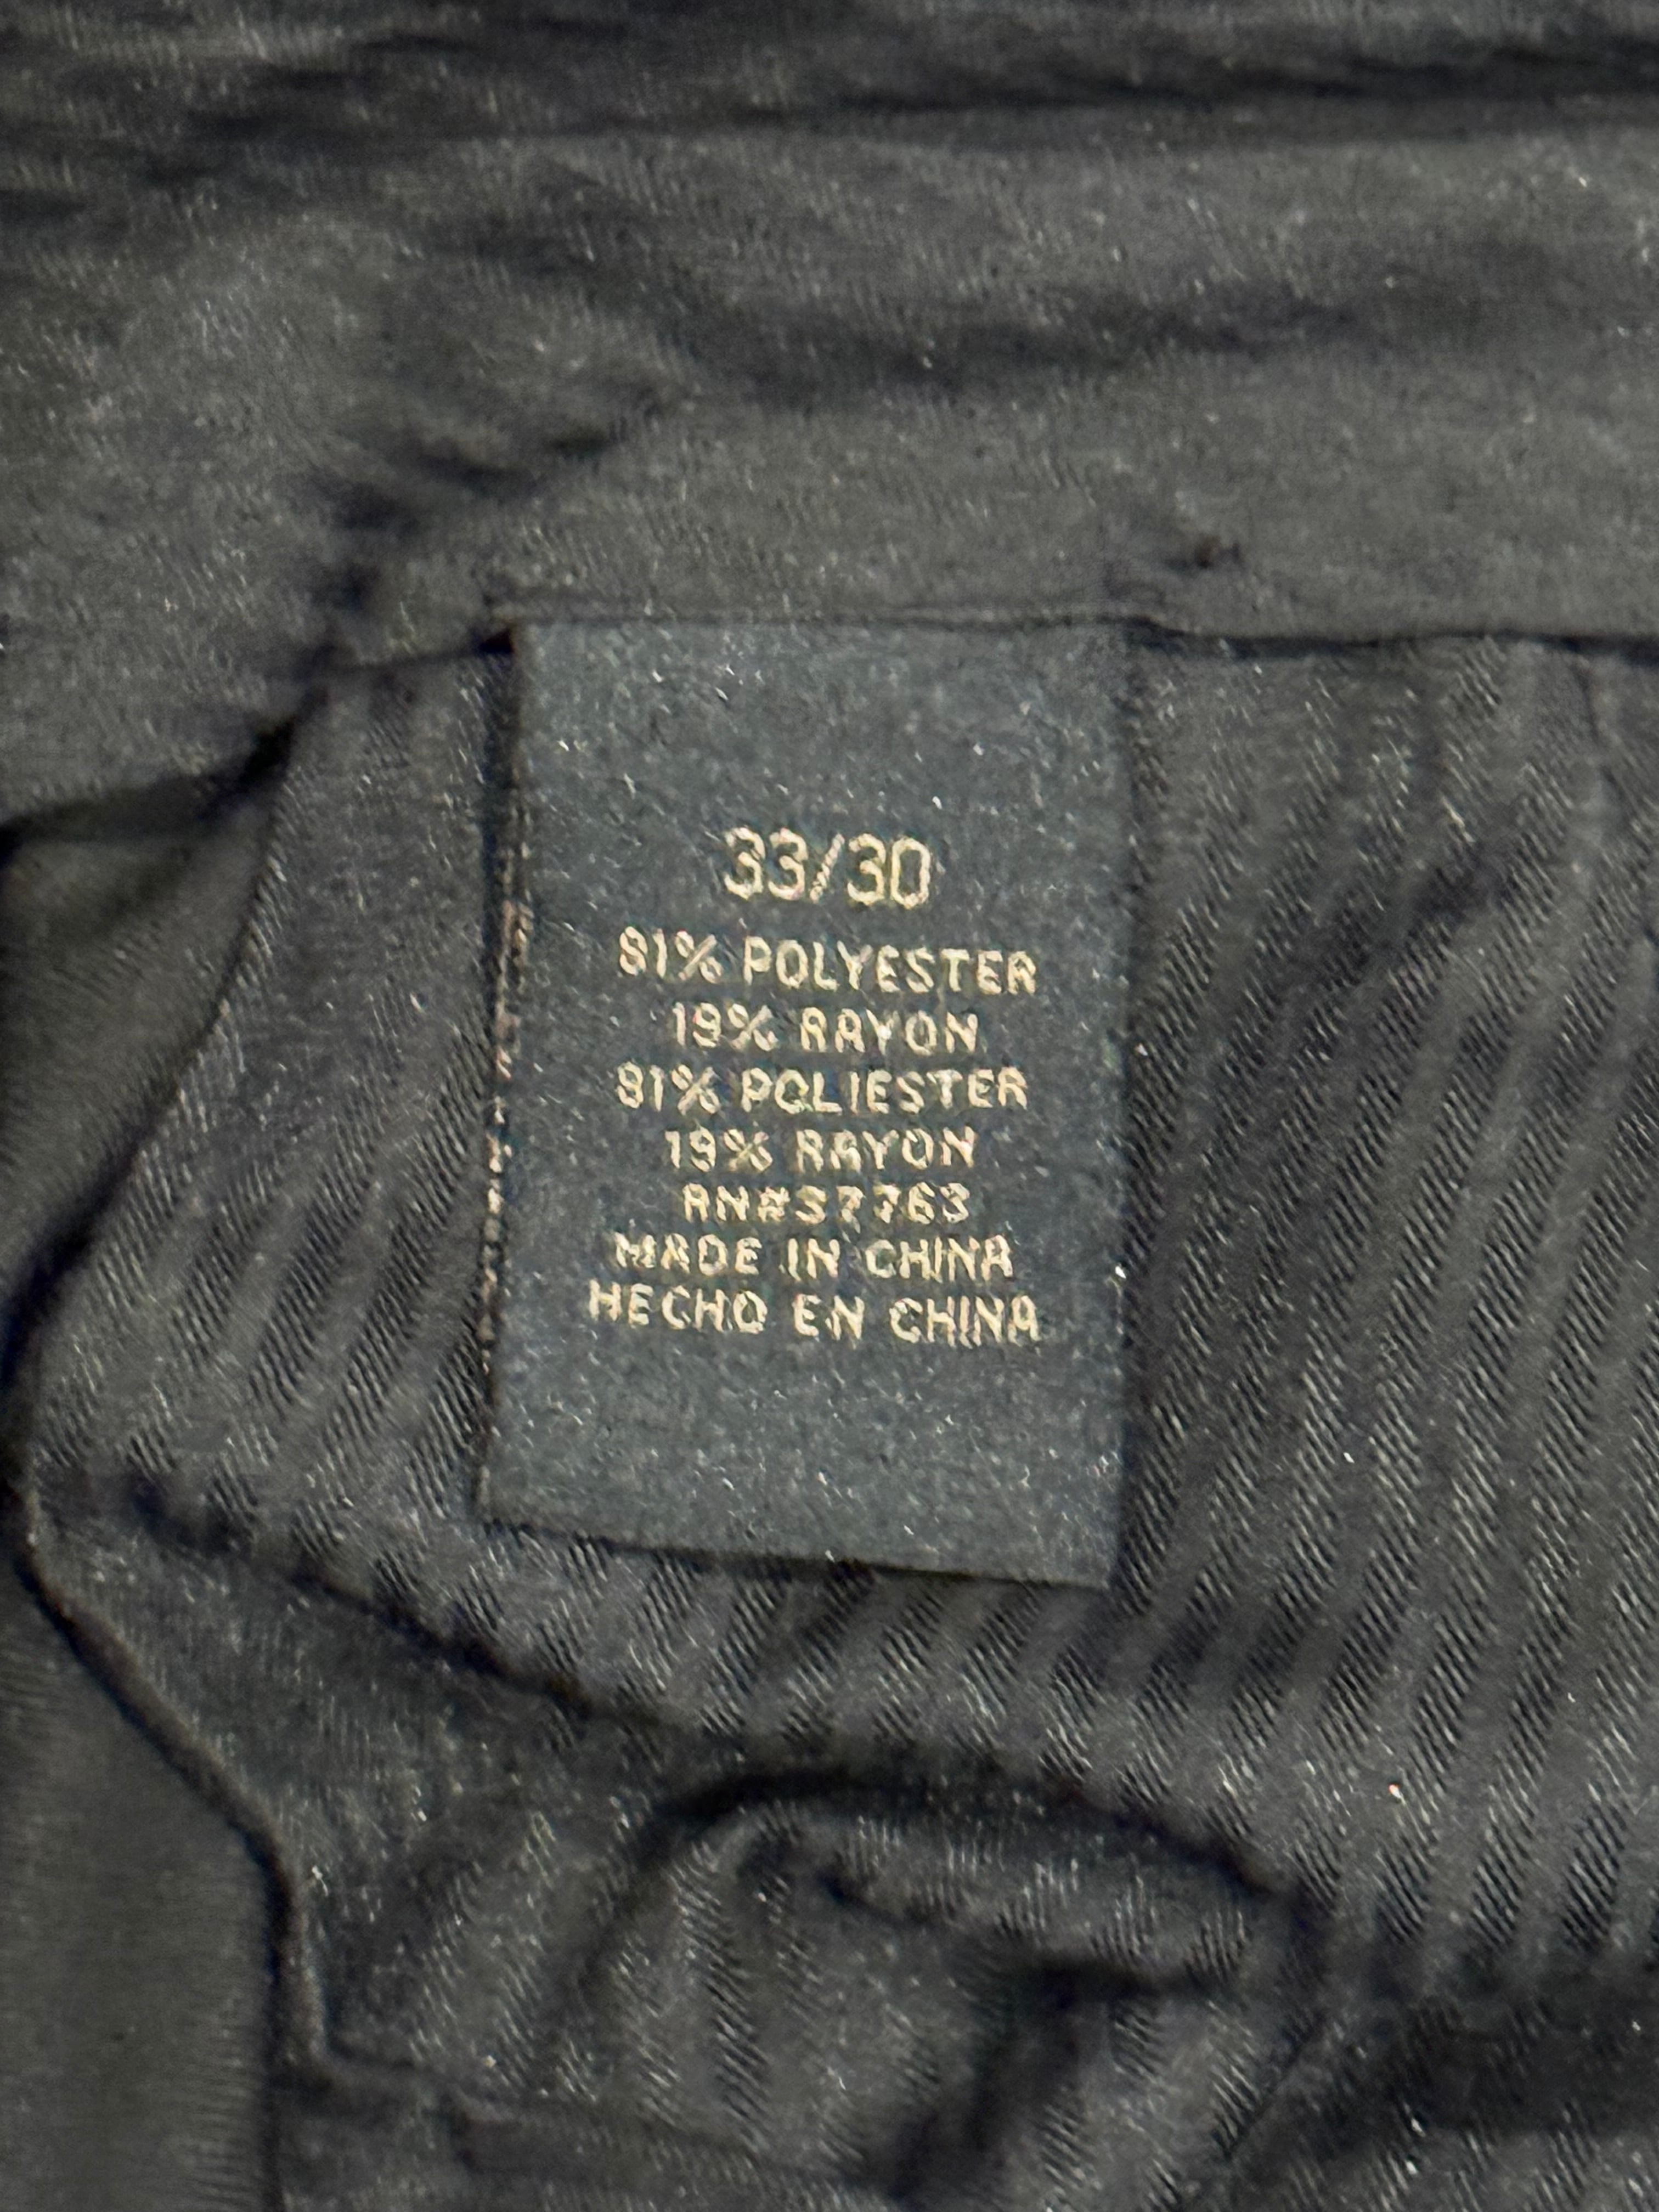 33/30
81% POLYESTER
19% RAYON
81% POLIESTER
19% RAYON
RN#37763
MADE IN CHINA
HECHO EN CHINA